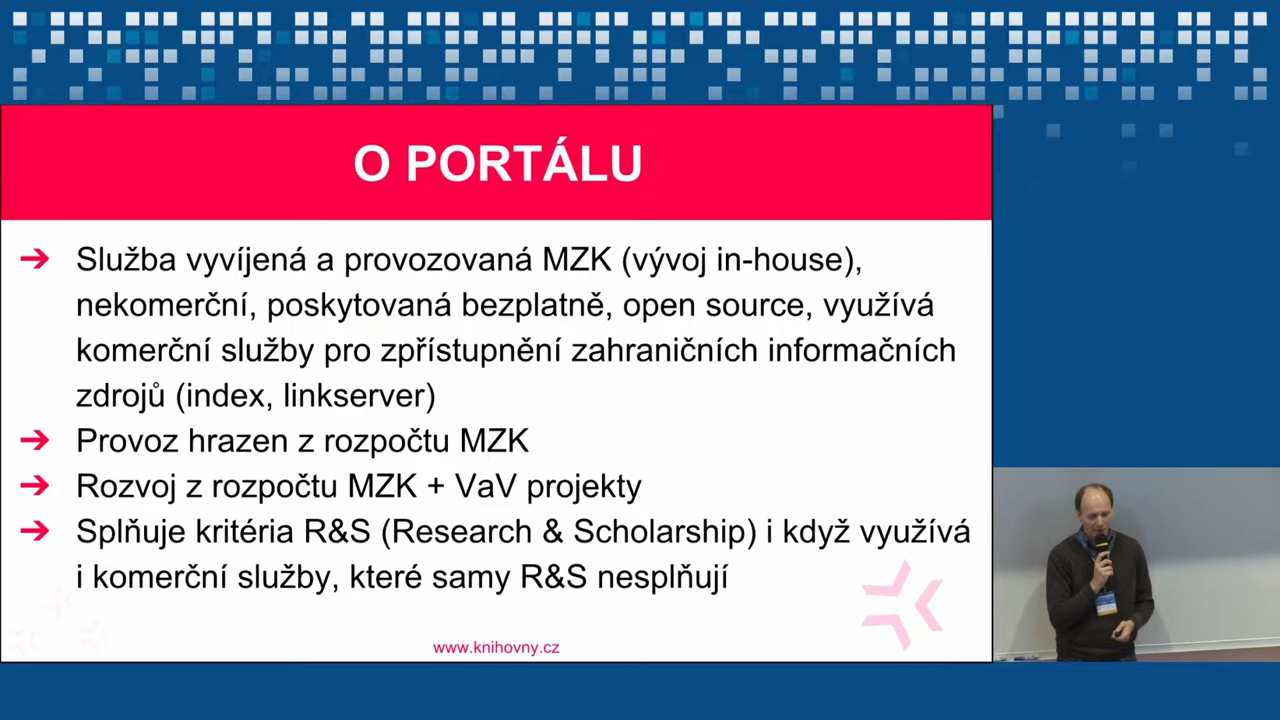 O PORTÁLU
➔ Služba vyvíjená a provozovaná MZK (vývoj in-house),
nekomerční, poskytovaná bezplatně, open source, využívá
komerční služby pro zpřístupnění zahraničních informačních
zdrojů (index, linkserver)
➔ Provoz hrazen z rozpočtu MZK
➔ Rozvoj z rozpočtu MZK + VaV projekty
➔ Splňuje kritéria R&S (Research & Scholarship) i když využívá
i komerční služby, které samy R&S nesplňují
www.knihovny.cz